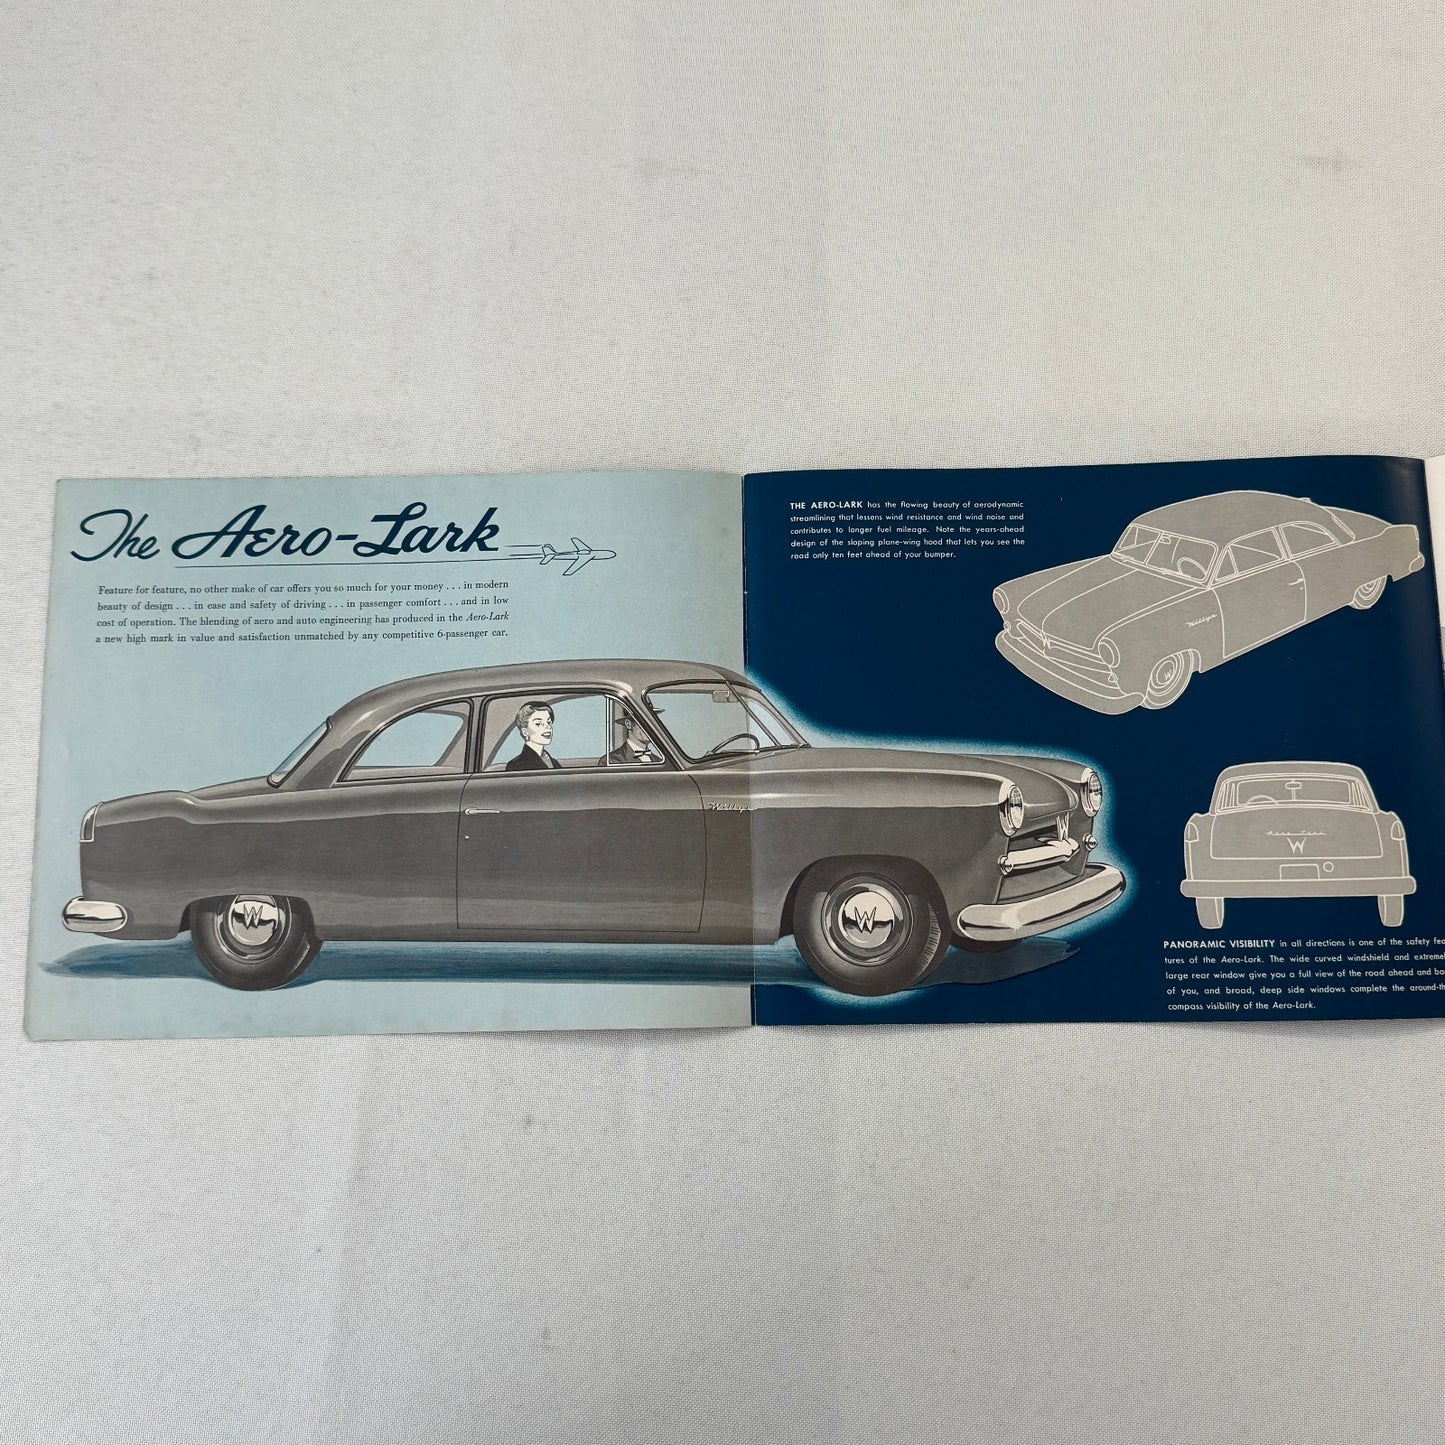 The Aero-Lark
Feature for feature, no other make of car offers you so much for your money . . . in modern
beauty of design . . . in ease and safety of driving . . . in passenger comfort . . . and in low
cost of operation. The blending of aero and auto engineering has produced in the Aero-Lark
a new high mark in value and satisfaction unmatched by any competitive 6-passenger car.
Willys
W
W
W
THE AERO-LARK has the flowing beauty of aerodynamic
streamlining that lessens wind resistance and wind noise and
contributes to longer fuel mileage. Note the years-ahead
design of the sloping plane-wing hood that lets you see the
road only ten feet ahead of your bumper.
Willys
W
W
Aero Lark
W
PANORAMIC VISIBILITY in all directions is one of the safety fea
tures of the Aero-Lark. The wide curved windshield and extremel
large rear window give you a full view of the road ahead and ba
of you, and broad, deep side windows complete the around-th
compass visibility of the Aero-Lark.